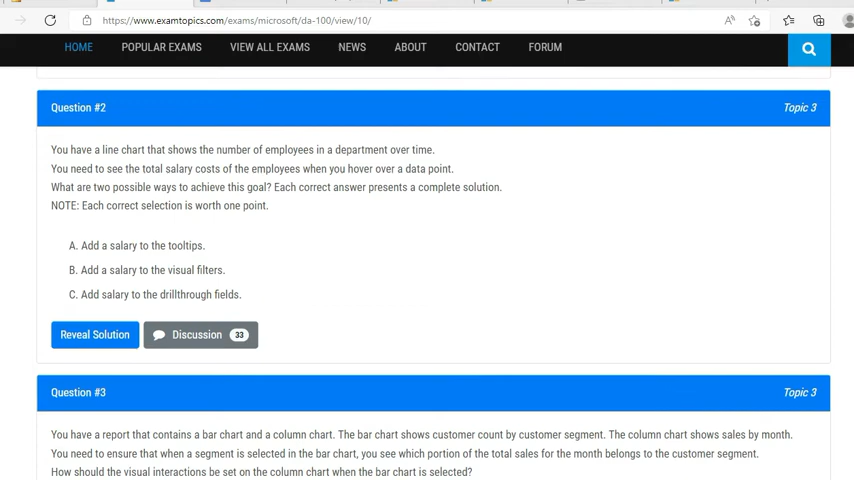 https://www.examtopics.com/exams/microsoft/da-100/view/10/
HOME POPULAR EXAMS VIEW ALL EXAMS NEWS ABOUT CONTACT FORUM
Question #2 Topic 3
You have a line chart that shows the number of employees in a department over time.
You need to see the total salary costs of the employees when you hover over a data point.
What are two possible ways to achieve this goal? Each correct answer presents a complete solution.
NOTE: Each correct selection is worth one point.
A. Add a salary to the tooltips.
B. Add a salary to the visual filters.
C. Add salary to the drillthrough fields.
Reveal Solution Discussion 33
Question #3 Topic 3
You have a report that contains a bar chart and a column chart. The bar chart shows customer count by customer segment. The column chart shows sales by month.
You need to ensure that when a segment is selected in the bar chart, you see which portion of the total sales for the month belongs to the customer segment.
How should the visual interactions be set on the column chart when the bar chart is selected?